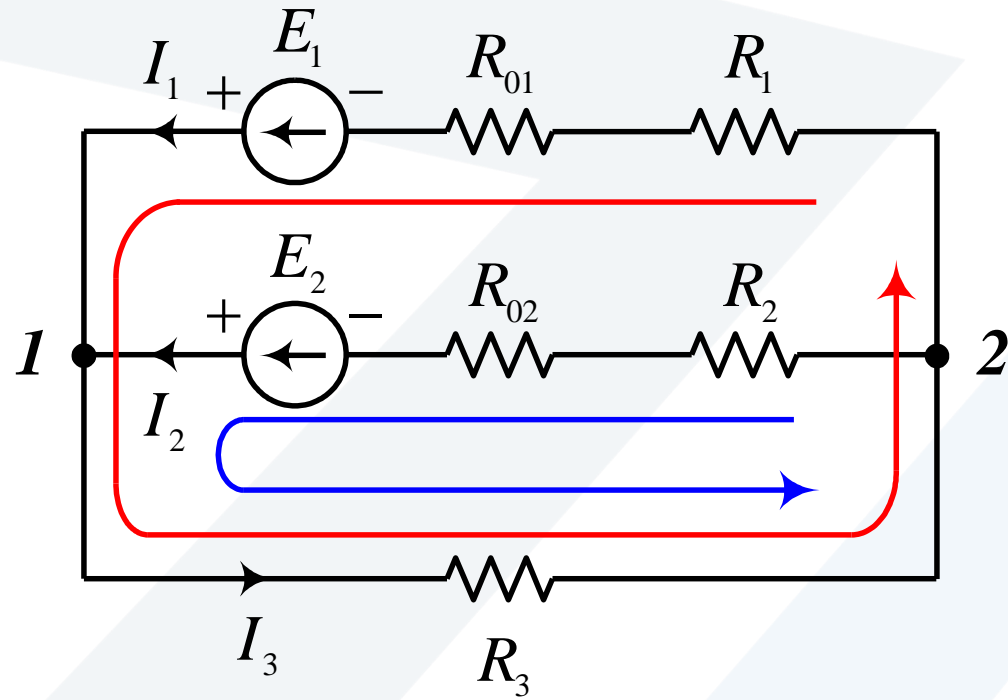 I₁ + E₁ − R₀₁ R₁
E₂ R₀₂ R₂
+ −
1 2
I₂
I₃ R₃